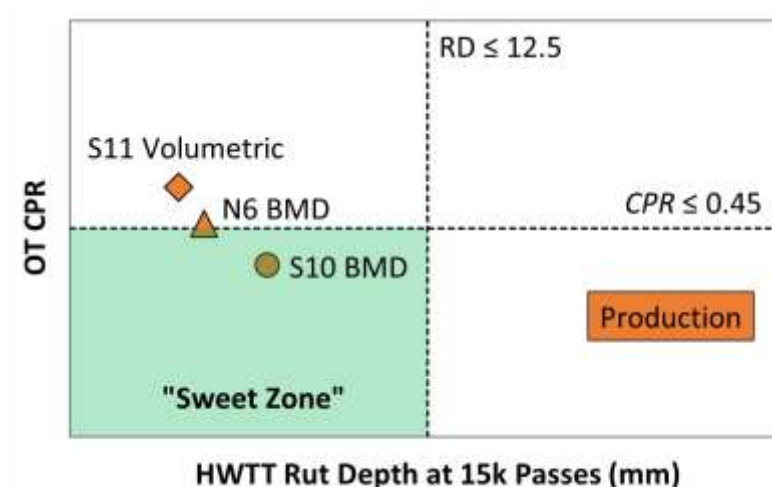 RD ≤ 12.5
S11 Volumetric
N6 BMD
CPR ≤ 0.45
S10 BMD
Production
"Sweet Zone"
OT CPR
HWTT Rut Depth at 15k Passes (mm)